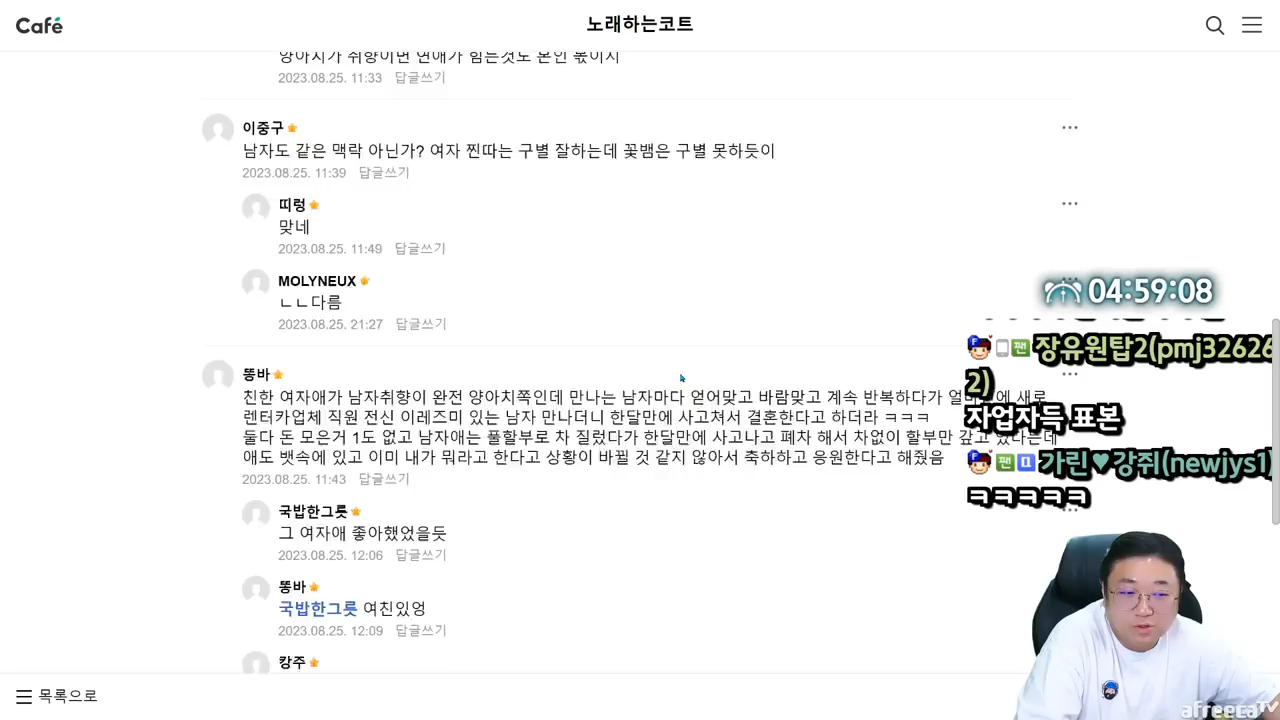 Café
노래하는코트
양아치가 취향이면 연애가 힘든것도 본인 몫이지
2023.08.25. 11:33 답글쓰기
이중구
남자도 같은 맥락 아닌가? 여자 찐따는 구별 잘하는데 꽃뱀은 구별 못하듯이
2023.08.25. 11:39 답글쓰기
띠렁
맞네
2023.08.25. 11:49 답글쓰기
MOLYNEUX
ㄴㄴ다름
2023.08.25. 21:27 답글쓰기
04:59:08
장유원탑2(pmj32626
2)
자업자득 표본
가린♥강쥐(newjys1)
ㅋㅋㅋㅋㅋ
똥바
친한 여자애가 남자취향이 완전 양아치쪽인데 만나는 남자마다 얻어맞고 바람맞고 계속 반복하다가 새로
렌터카업체 직원 전신 이레즈미 있는 남자 만나더니 한달만에 사고쳐서 결혼한다고 하더라 ㅋㅋㅋ
둘다 돈 모은거 1도 없고 남자애는 풀할부로 차 질렀다가 한달만에 사고나고 폐차 해서 차없이 할부만 갚고 있다는데
애도 뱃속에 있고 이미 내가 뭐라고 한다고 상황이 바뀔 것 같지 않아서 축하하고 응원한다고 해줬음
2023.08.25. 11:43 답글쓰기
국밥한그릇
그 여자애 좋아했었을듯
2023.08.25. 12:06 답글쓰기
똥바
국밥한그릇 여친있엉
2023.08.25. 12:09 답글쓰기
캉주
목록으로
afreecaTV